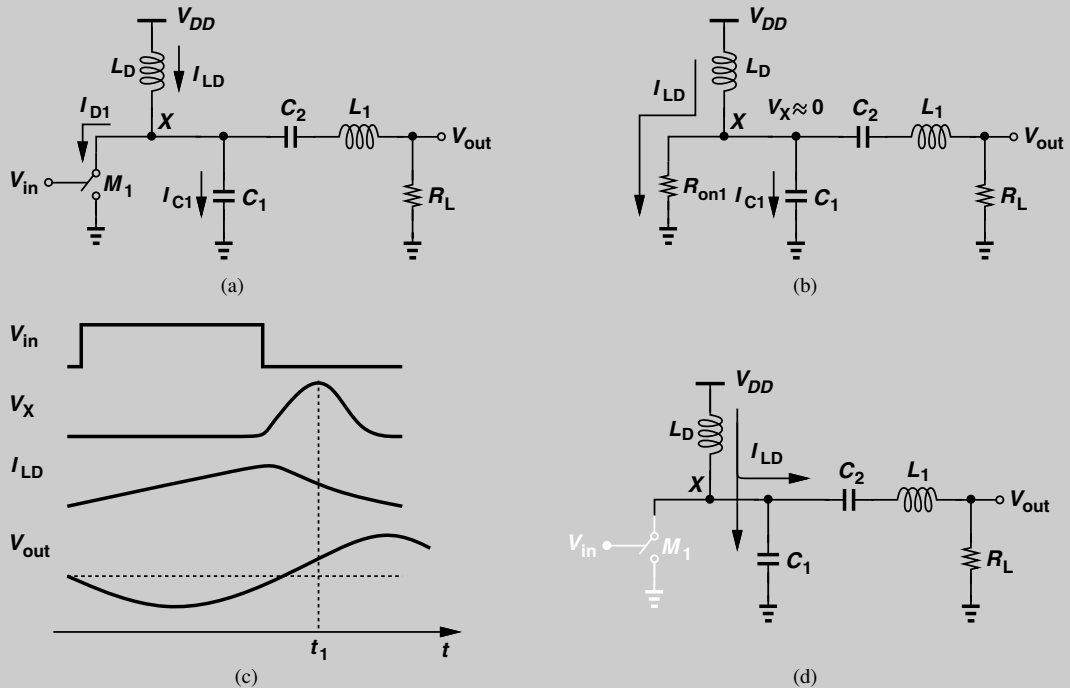 V_DD
L_D
I_LD
I_D1
X
C_2
L_1
V_out
V_in
M_1
I_C1
C_1
R_L
(a)
V_DD
L_D
I_LD
X
V_X ≈ 0
C_2
L_1
V_out
R_on1
I_C1
C_1
R_L
(b)
V_in
V_X
I_LD
V_out
t_1
t
(c)
V_DD
L_D
I_LD
X
C_2
L_1
V_out
V_in
M_1
C_1
R_L
(d)